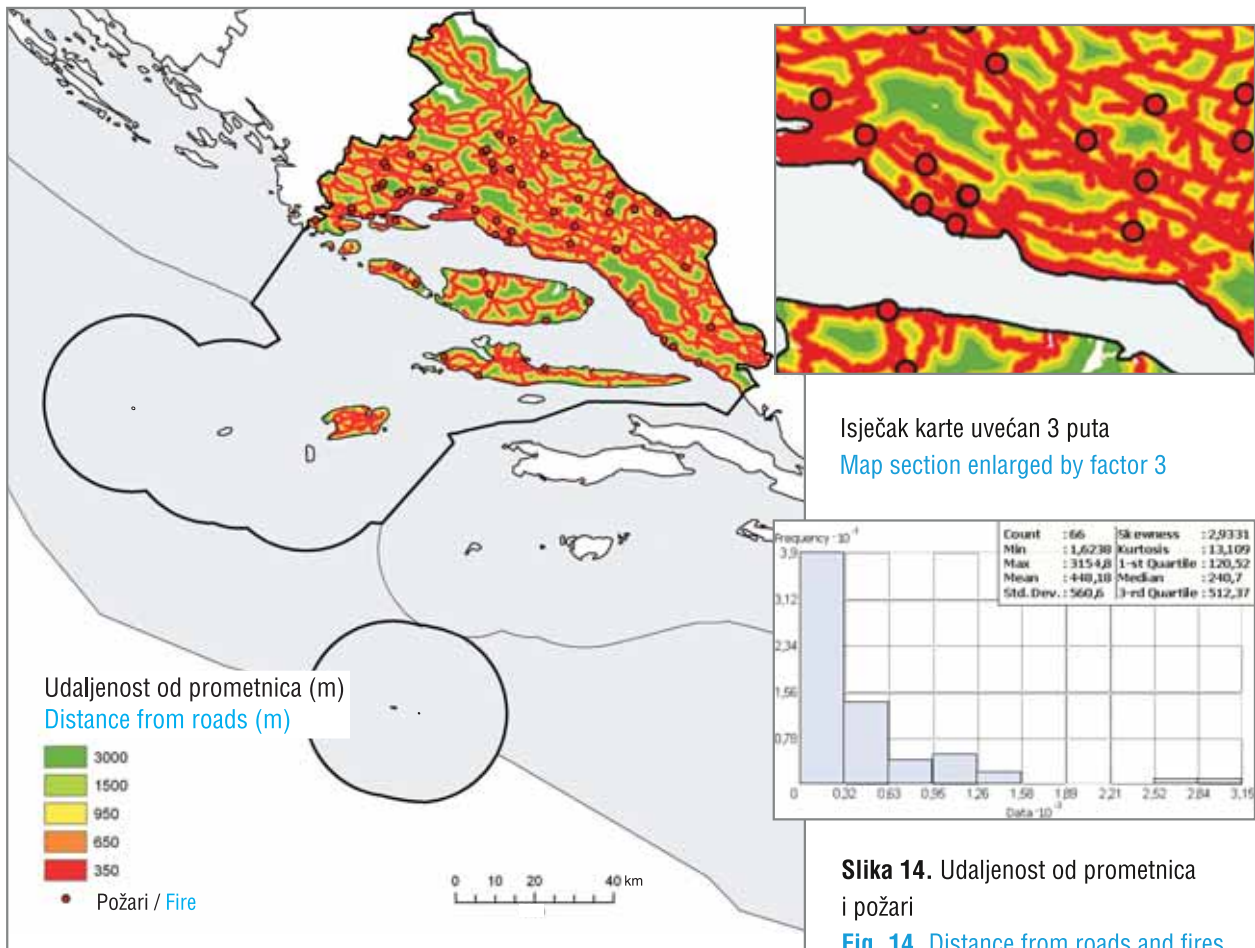 Isječak karte uvećan 3 puta
Map section enlarged by factor 3
Udaljenost od prometnica (m)
Distance from roads (m)
3000
1500
950
650
350
Požari / Fire
0 10 20 40 km
Frequency · 10⁻¹
Count : 66 Skewness : 2,9331
Min : 1,6238 Kurtosis : 13,109
Max : 3154,8 1-st Quartile : 120,52
Mean : 448,18 Median : 240,7
Std. Dev. : 560,6 3-rd Quartile : 512,37
3,9
3,12
2,34
1,56
0,78
0 0,32 0,63 0,95 1,26 1,58 1,89 2,21 2,52 2,84 3,15
Data · 10⁻³
Slika 14. Udaljenost od prometnica
i požari
Fig. 14. Distance from roads and fires